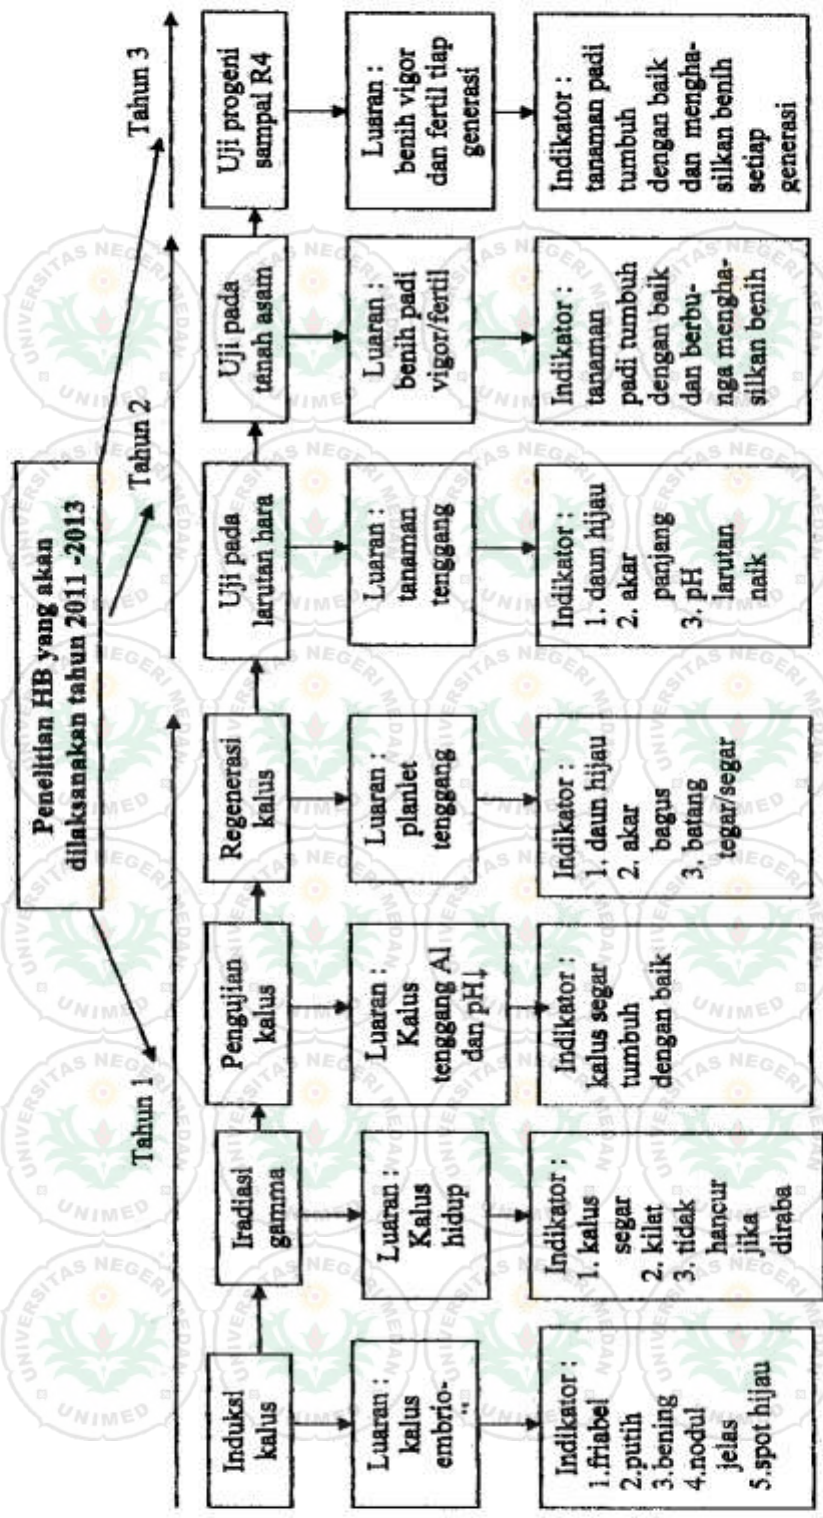 Penelitian HB yang akan
dilaksanakan tahun 2011 -2013
Tahun 1
Tahun 2
Tahun 3
Induksi
kalus
Iradiasi
gamma
Pengujian
kalus
Regenerasi
kalus
Uji pada
larutan hara
Uji pada
tanah asam
Uji progeni
sampal R4
Luaran :
kalus
embrio-
Luaran :
Kalus
hidup
Luaran :
Kalus
tenggang Al
dan pH↓
Luaran :
planlet
tenggang
Luaran :
tanaman
tenggang
Luaran :
benih padi
vigor/fertil
Luaran :
benih vigor
dan fertil tiap
generasi
Indikator :
1.friabel
2.putih
3.bening
4.nodul
jelas
5.spot hijau
Indikator :
1. kalus
segar
2. kilat
3. tidak
hancur
jika
diraba
Indikator :
kalus segar
tumbuh
dengan baik
Indikator :
1. daun hijau
2. akar
bagus
3. batang
tegar/segar
Indikator :
1. daun hijau
2. akar
panjang
3. pH
larutan
naik
Indikator :
tanaman
padi tumbuh
dengan baik
dan berbu-
nga mengha-
silkan benih
Indikator :
tanaman padi
tumbuh
dengan baik
dan mengha-
silkan benih
setiap
generasi
UNIVERSITAS NEGERI MEDAN
UNIMED